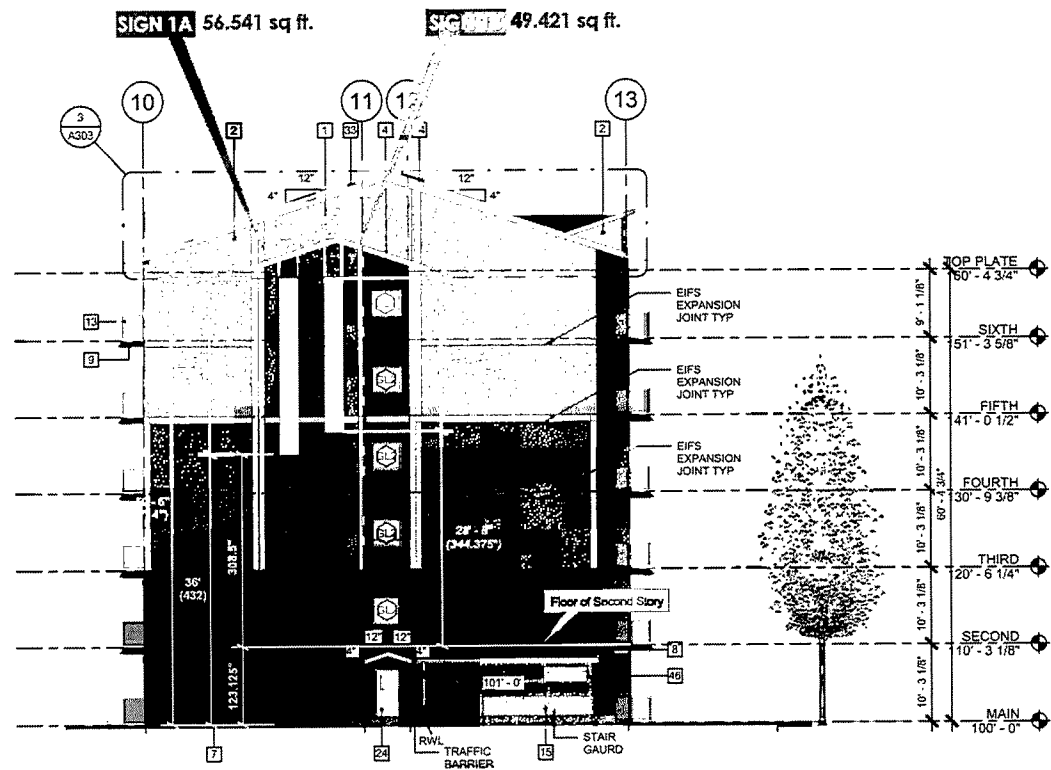 SIGN 1A 56.541 sq ft.
49.421 sq ft.
10
11
13
3
A303
2
1
33
4
4
2
12"
4"
12"
4"
TOP PLATE
60' - 4 3/4"
9' - 1 1/8"
EIFS
EXPANSION
JOINT TYP
13
9
SIXTH
51' - 3 5/8"
10' - 3 1/8"
EIFS
EXPANSION
JOINT TYP
FIFTH
41' - 0 1/2"
EIFS
EXPANSION
JOINT TYP
10' - 3 1/8"
60' - 4 3/4"
FOURTH
30' - 9 3/8"
28' - 8"
(344.375")
308.5"
36'
(432)
10' - 3 1/8"
THIRD
20' - 6 1/4"
Floor of Second Story
10' - 3 1/8"
12" 12"
4" 4"
SECOND
10' - 3 1/8"
8
46
123.125"
101' - 0"
10' - 3 1/8"
MAIN
100' - 0"
7
24
RWL
TRAFFIC
BARRIER
15
STAIR
GAURD